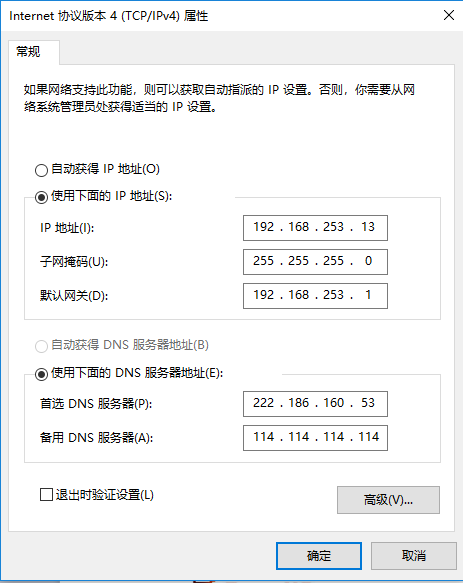 Internet 协议版本 4 (TCP/IPv4) 属性
常规
如果网络支持此功能，则可以获取自动指派的 IP 设置。否则，你需要从网
络系统管理员处获得适当的 IP 设置。
自动获得 IP 地址(O)
使用下面的 IP 地址(S):
IP 地址(I): 192 . 168 . 253 . 13
子网掩码(U): 255 . 255 . 255 . 0
默认网关(D): 192 . 168 . 253 . 1
自动获得 DNS 服务器地址(B)
使用下面的 DNS 服务器地址(E):
首选 DNS 服务器(P): 222 . 186 . 160 . 53
备用 DNS 服务器(A): 114 . 114 . 114 . 114
退出时验证设置(L) 高级(V)...
确定 取消